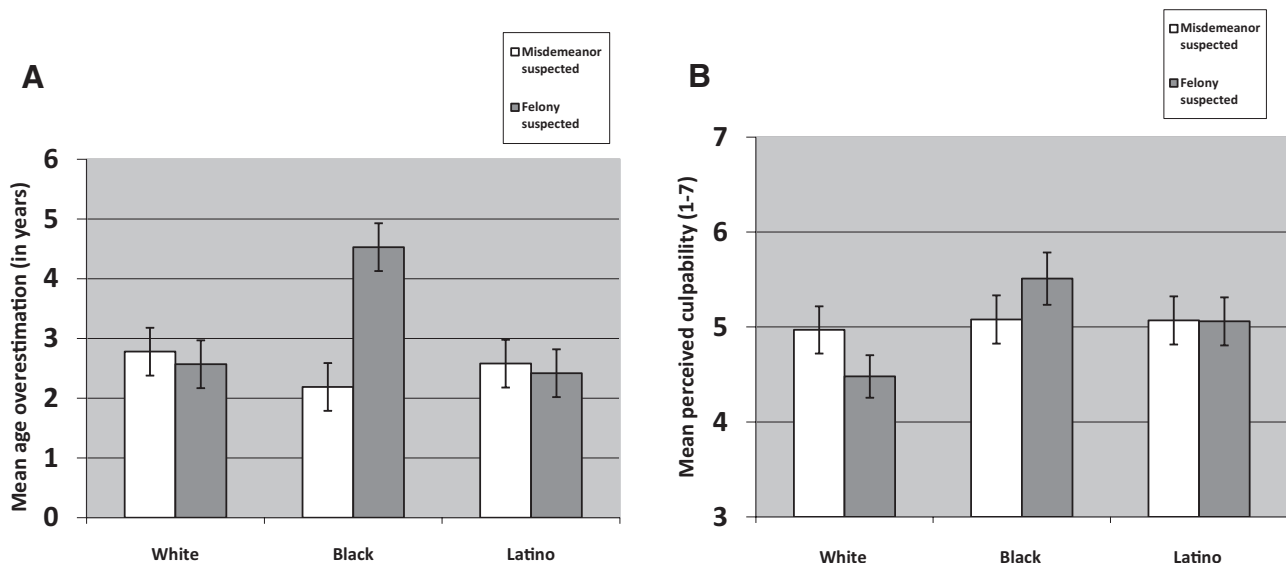 A
Misdemeanor
suspected
Felony
suspected
Mean age overestimation (in years)
6
5
4
3
2
1
0
White Black Latino
B
Misdemeanor
suspected
Felony
suspected
Mean perceived culpability (1-7)
7
6
5
4
3
White Black Latino